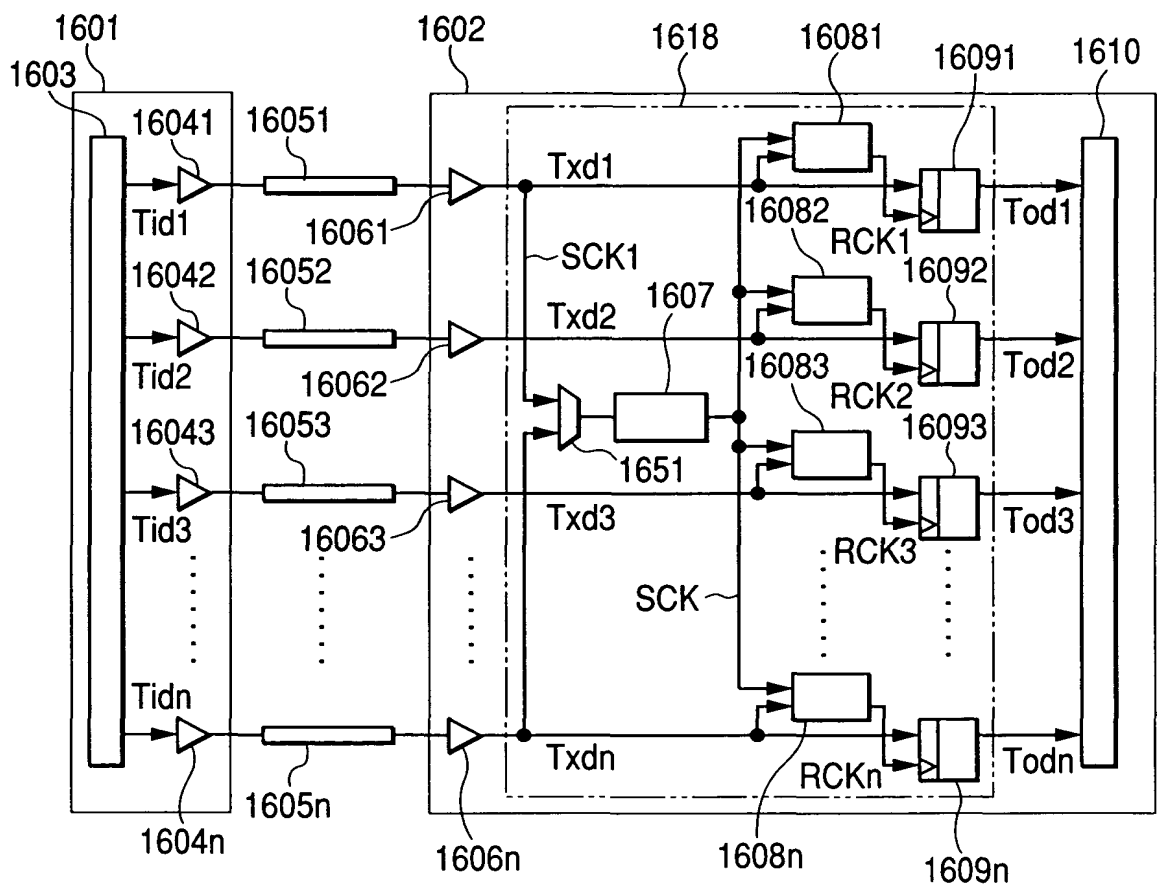 1601
1602
1618
16081
16091
1610
1603
16041
16051
Tid1
16061
Txd1
16082
RCK1
Tod1
16042
16052
SCK1
1607
16092
Tid2
16062
Txd2
16083
RCK2
Tod2
16043
16053
1651
16093
Tid3
16063
Txd3
RCK3
Tod3
SCK
Tidn
Txdn
RCKn
Todn
1604n
1605n
1606n
1608n
1609n